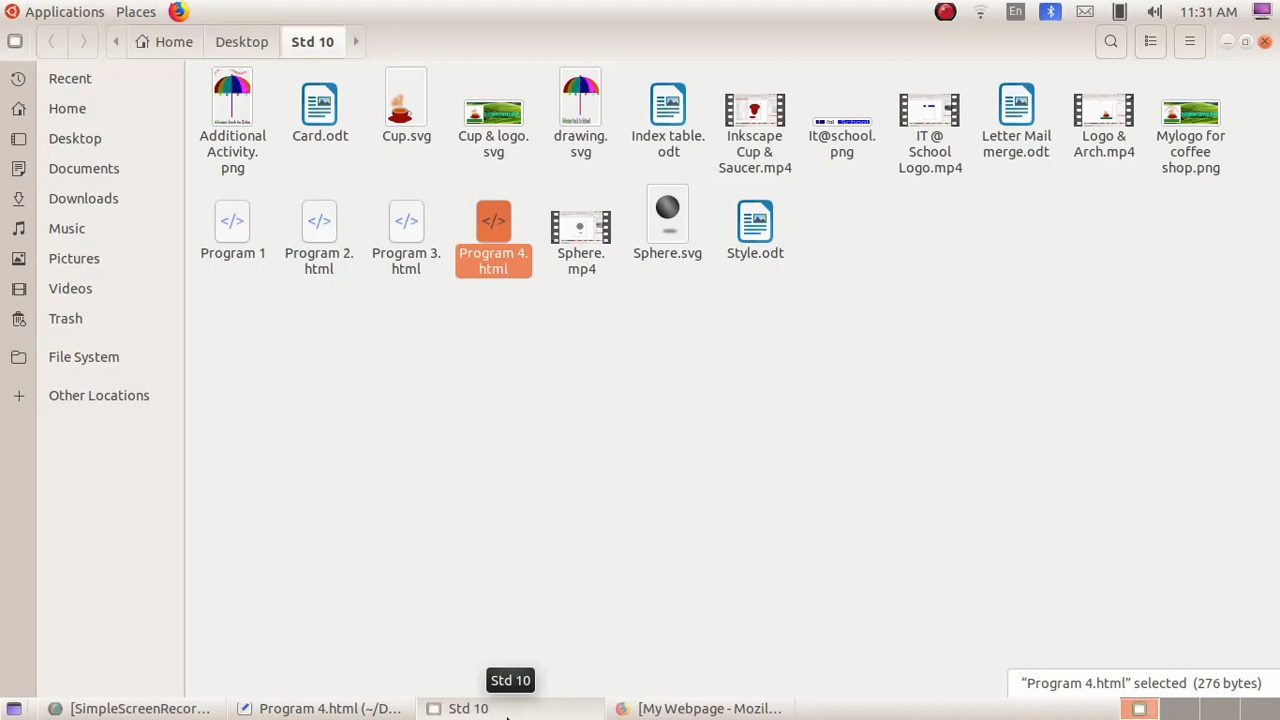 Applications Places En 11:31 AM
Home Desktop Std 10
Recent
Home
Desktop
Documents
Downloads
Music
Pictures
Videos
Trash
File System
Other Locations
Additional
Activity.
png
Card.odt
Cup.svg
Cup & logo.
svg
drawing.
svg
Index table.
odt
Inkscape
Cup &
Saucer.mp4
It@school.
png
IT @
School
Logo.mp4
Letter Mail
merge.odt
Logo &
Arch.mp4
Mylogo for
coffee
shop.png
Program 1
Program 2.
html
Program 3.
html
Program 4.
html
Sphere.
mp4
Sphere.svg
Style.odt
Std 10
"Program 4.html" selected (276 bytes)
[SimpleScreenRecor...
Program 4.html (~/D...
Std 10
[My Webpage - Mozil...